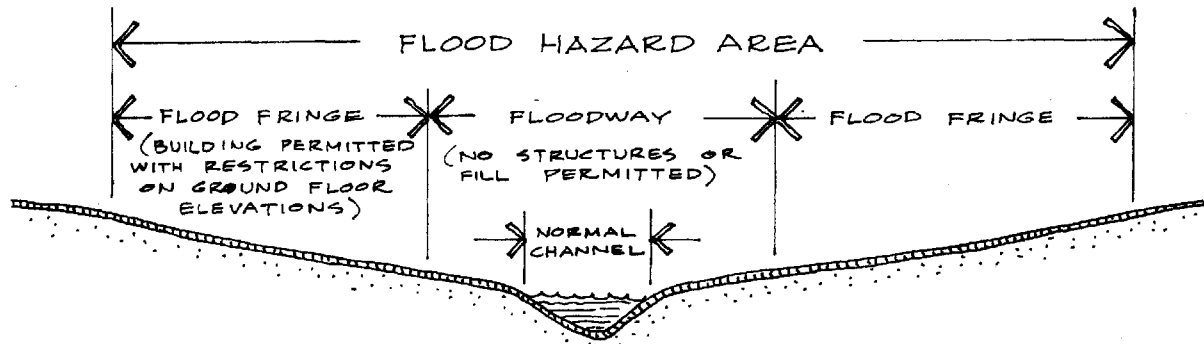 FLOOD HAZARD AREA
FLOOD FRINGE
(BUILDING PERMITTED
WITH RESTRICTIONS
ON GROUND FLOOR
ELEVATIONS)
FLOODWAY
(NO STRUCTURES OR
FILL PERMITTED)
FLOOD FRINGE
NORMAL
CHANNEL